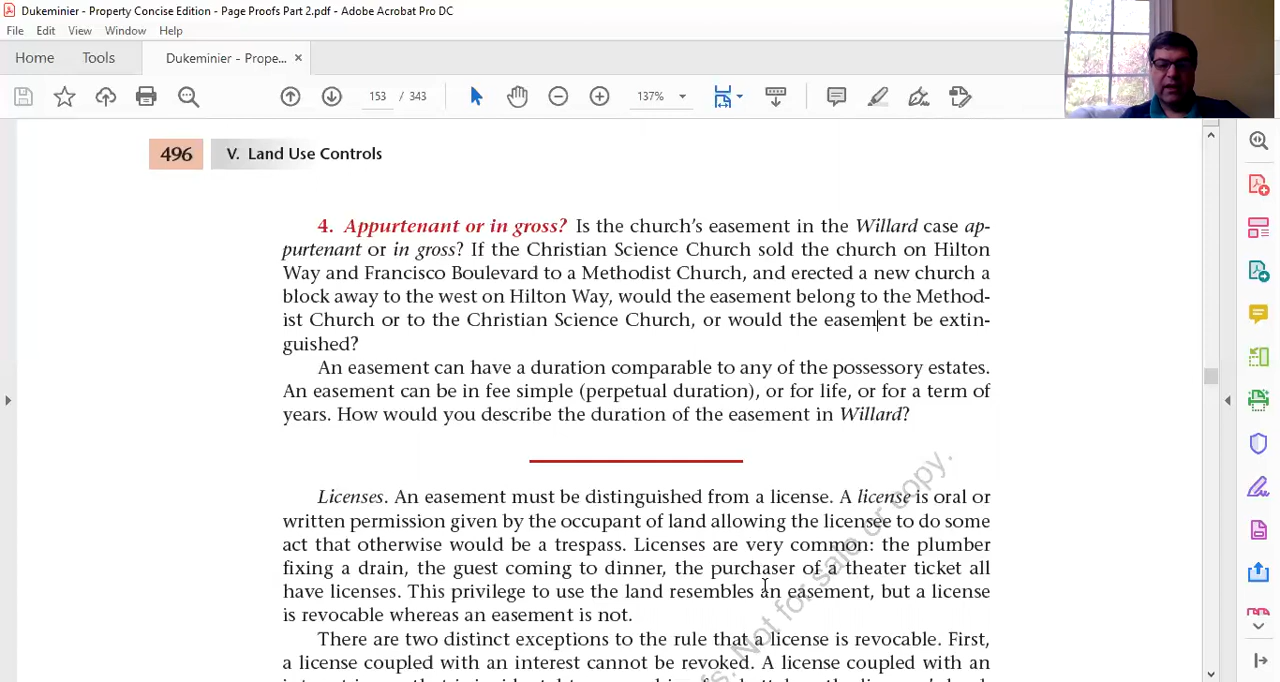 Dukeminier - Property Concise Edition - Page Proofs Part 2.pdf - Adobe Acrobat Pro DC
File Edit View Window Help
Home Tools Dukeminier - Prope... ×
153 / 343 137%
496 V. Land Use Controls
4. Appurtenant or in gross? Is the church's easement in the Willard case ap-
purtenant or in gross? If the Christian Science Church sold the church on Hilton
Way and Francisco Boulevard to a Methodist Church, and erected a new church a
block away to the west on Hilton Way, would the easement belong to the Method-
ist Church or to the Christian Science Church, or would the easement be extin-
guished?
An easement can have a duration comparable to any of the possessory estates.
An easement can be in fee simple (perpetual duration), or for life, or for a term of
years. How would you describe the duration of the easement in Willard?
Licenses. An easement must be distinguished from a license. A license is oral or
written permission given by the occupant of land allowing the licensee to do some
act that otherwise would be a trespass. Licenses are very common: the plumber
fixing a drain, the guest coming to dinner, the purchaser of a theater ticket all
have licenses. This privilege to use the land resembles an easement, but a license
is revocable whereas an easement is not.
There are two distinct exceptions to the rule that a license is revocable. First,
a license coupled with an interest cannot be revoked. A license coupled with an
Not for sale or copy.